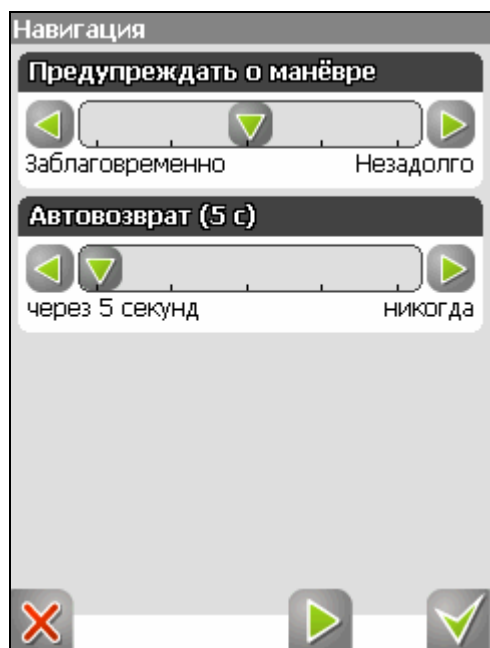 Навигация
Предупреждать о манёвре
Заблаговременно Незадолго
Автовозврат (5 с)
через 5 секунд никогда